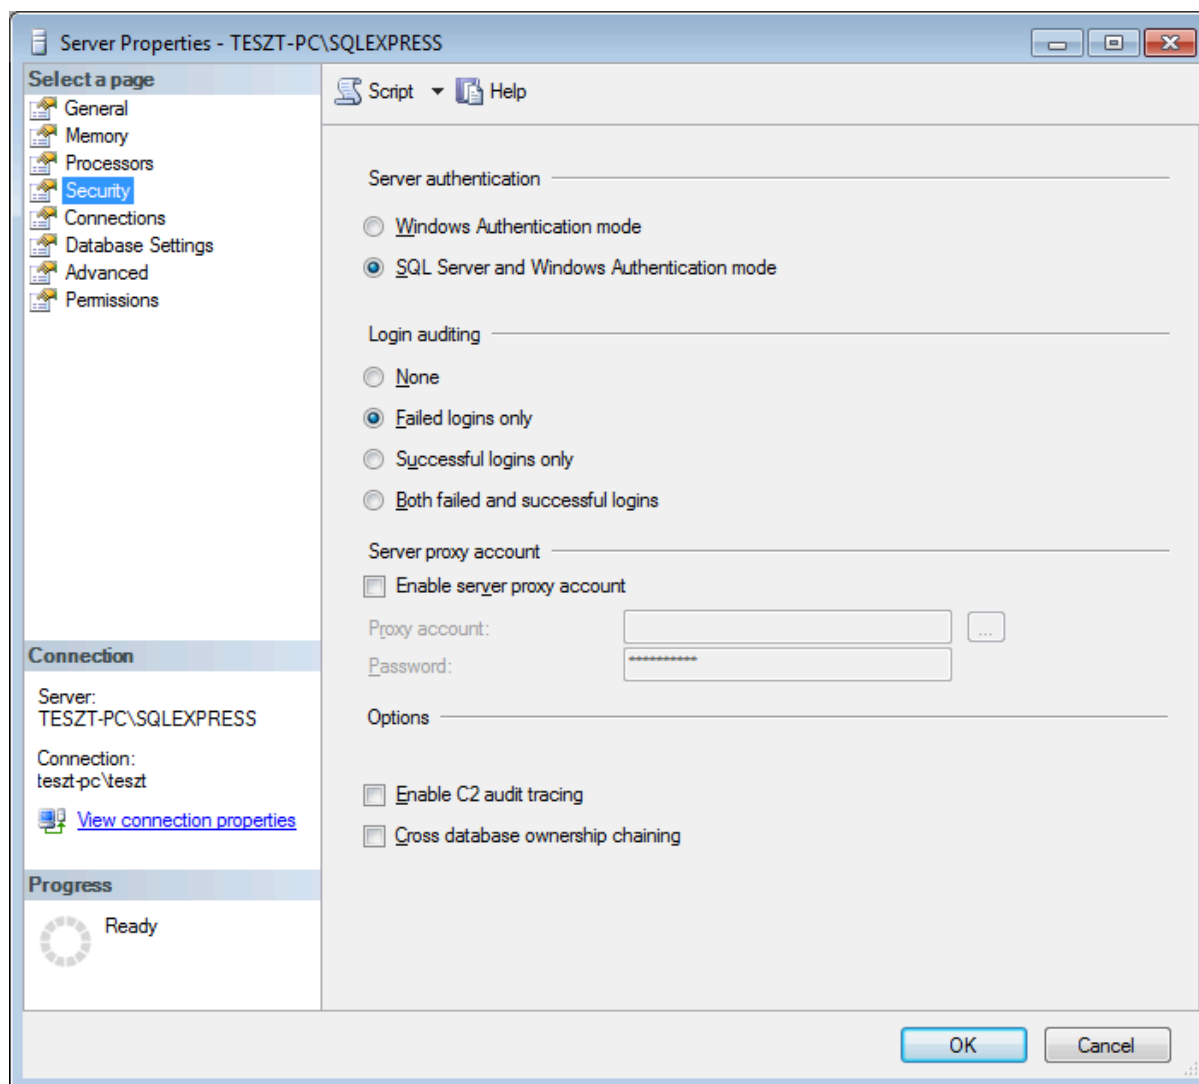 Server Properties - TESZT-PC\SQLEXPRESS
Select a page
General
Memory
Processors
Security
Connections
Database Settings
Advanced
Permissions
Connection
Server:
TESZT-PC\SQLEXPRESS
Connection:
teszt-pc\teszt
View connection properties
Progress
Ready
Script Help
Server authentication
Windows Authentication mode
SQL Server and Windows Authentication mode
Login auditing
None
Failed logins only
Successful logins only
Both failed and successful logins
Server proxy account
Enable server proxy account
Proxy account:
...
Password: **********
Options
Enable C2 audit tracing
Cross database ownership chaining
OK Cancel